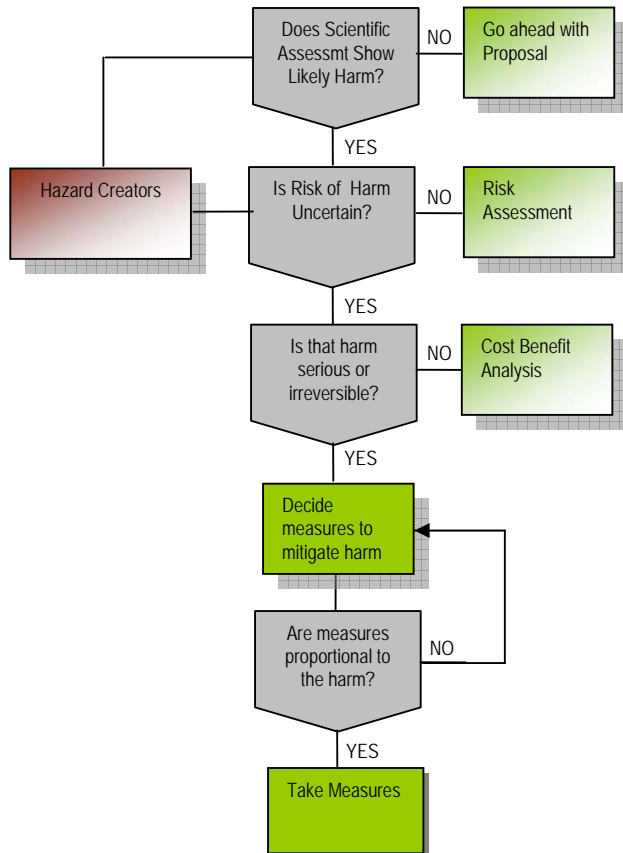 Does Scientific
Assessmt Show
Likely Harm?
NO
Go ahead with
Proposal
YES
Hazard Creators
Is Risk of Harm
Uncertain?
NO
Risk
Assessment
YES
Is that harm
serious or
irreversible?
NO
Cost Benefit
Analysis
YES
Decide
measures to
mitigate harm
Are measures
proportional to
the harm?
NO
YES
Take Measures